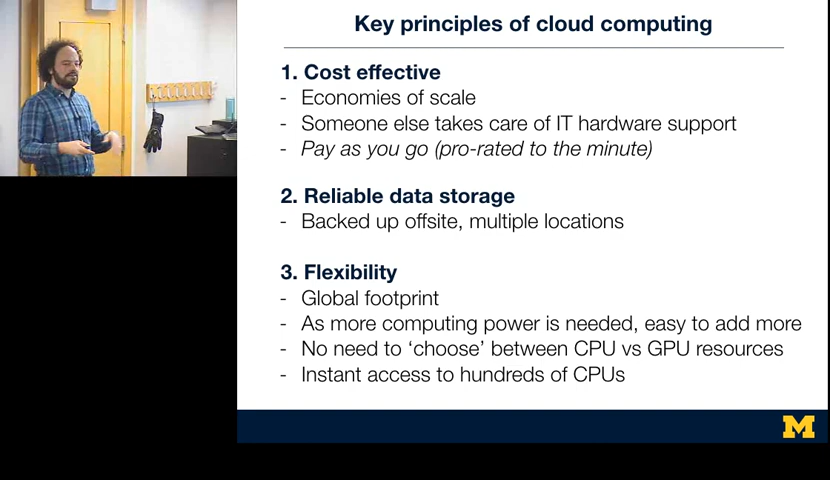 Key principles of cloud computing
1. Cost effective
- Economies of scale
- Someone else takes care of IT hardware support
- Pay as you go (pro-rated to the minute)
2. Reliable data storage
- Backed up offsite, multiple locations
3. Flexibility
- Global footprint
- As more computing power is needed, easy to add more
- No need to ‘choose’ between CPU vs GPU resources
- Instant access to hundreds of CPUs
M